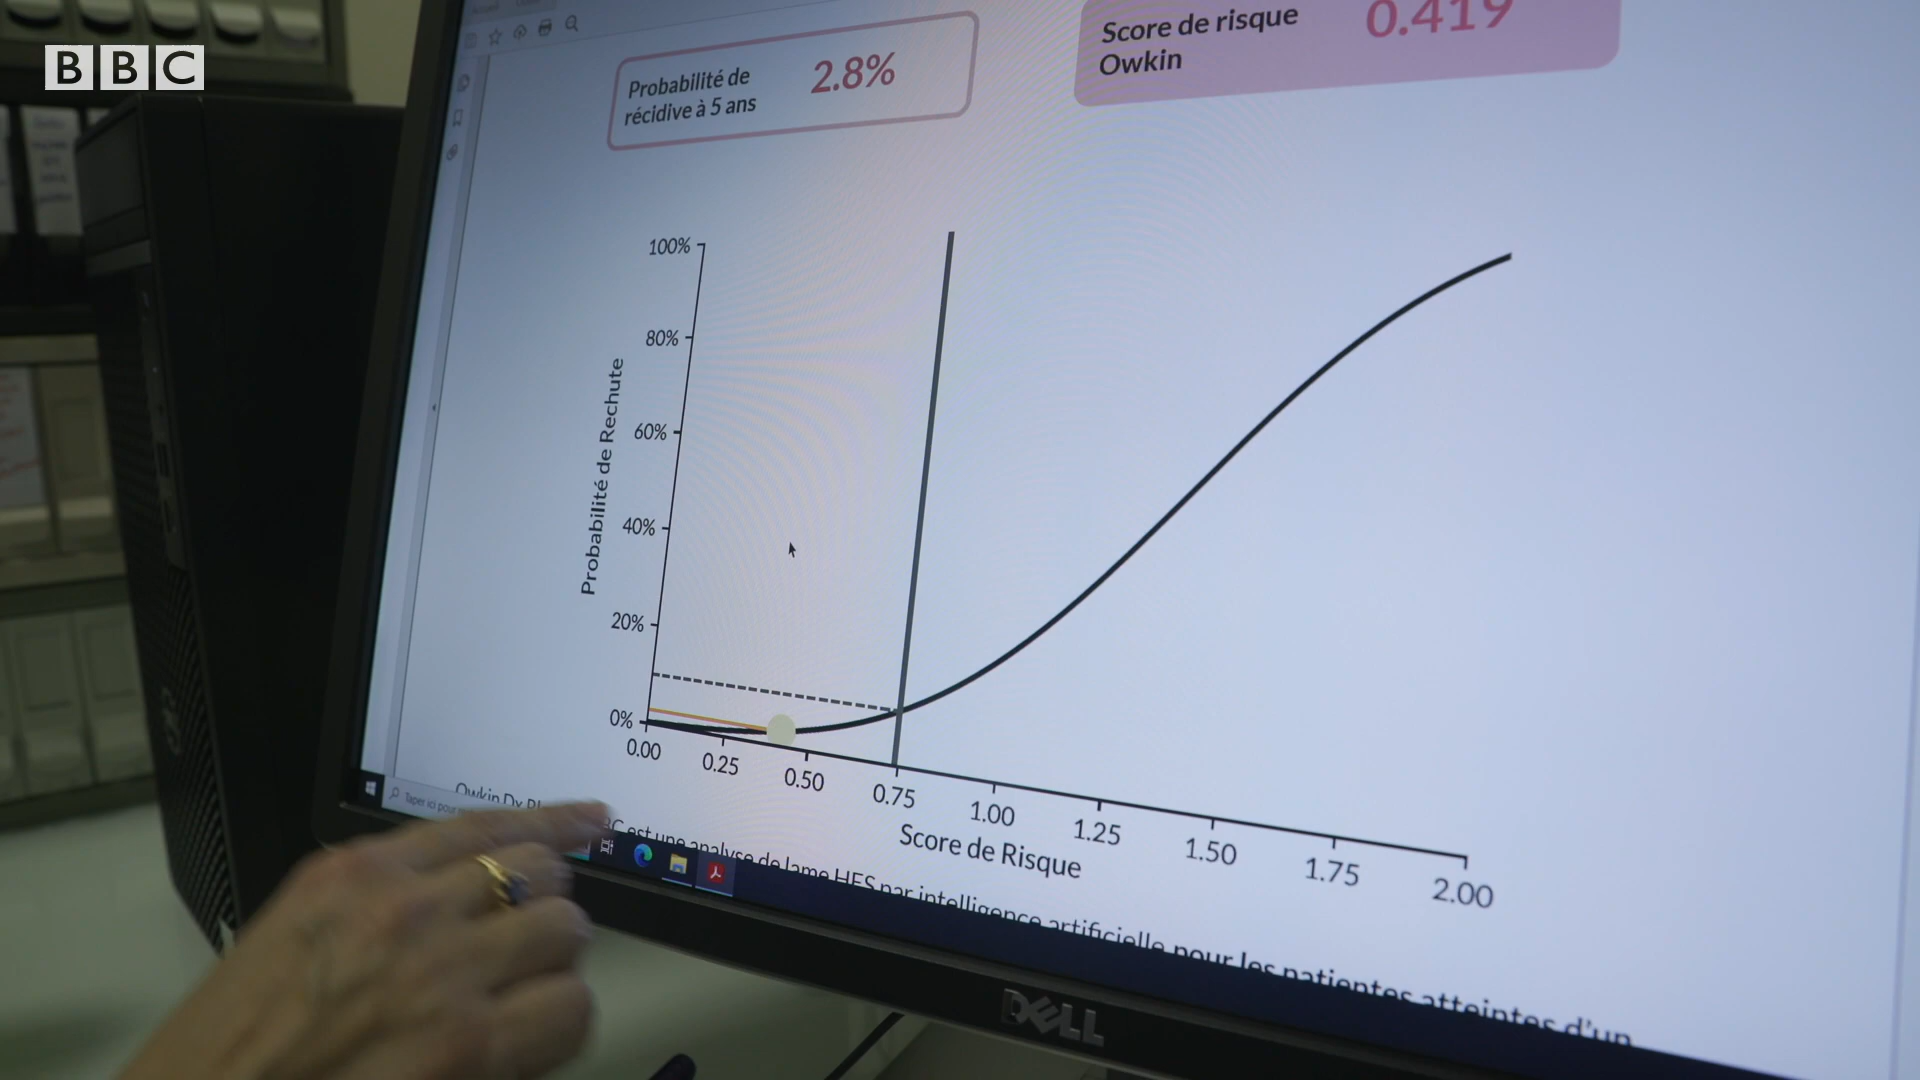 BBC
Probabilité de
récidive à 5 ans
2.8%
Score de risque
Owkin
0.419
100%
80%
60%
40%
20%
0%
Probabilité de Rechute
0.00
0.25
0.50
0.75
1.00
1.25
1.50
1.75
2.00
Score de Risque
Owkin Dx
est une analyse de lame HES par intelligence artificielle pour les patientes atteintes d'un
Taper ici pour
DELL